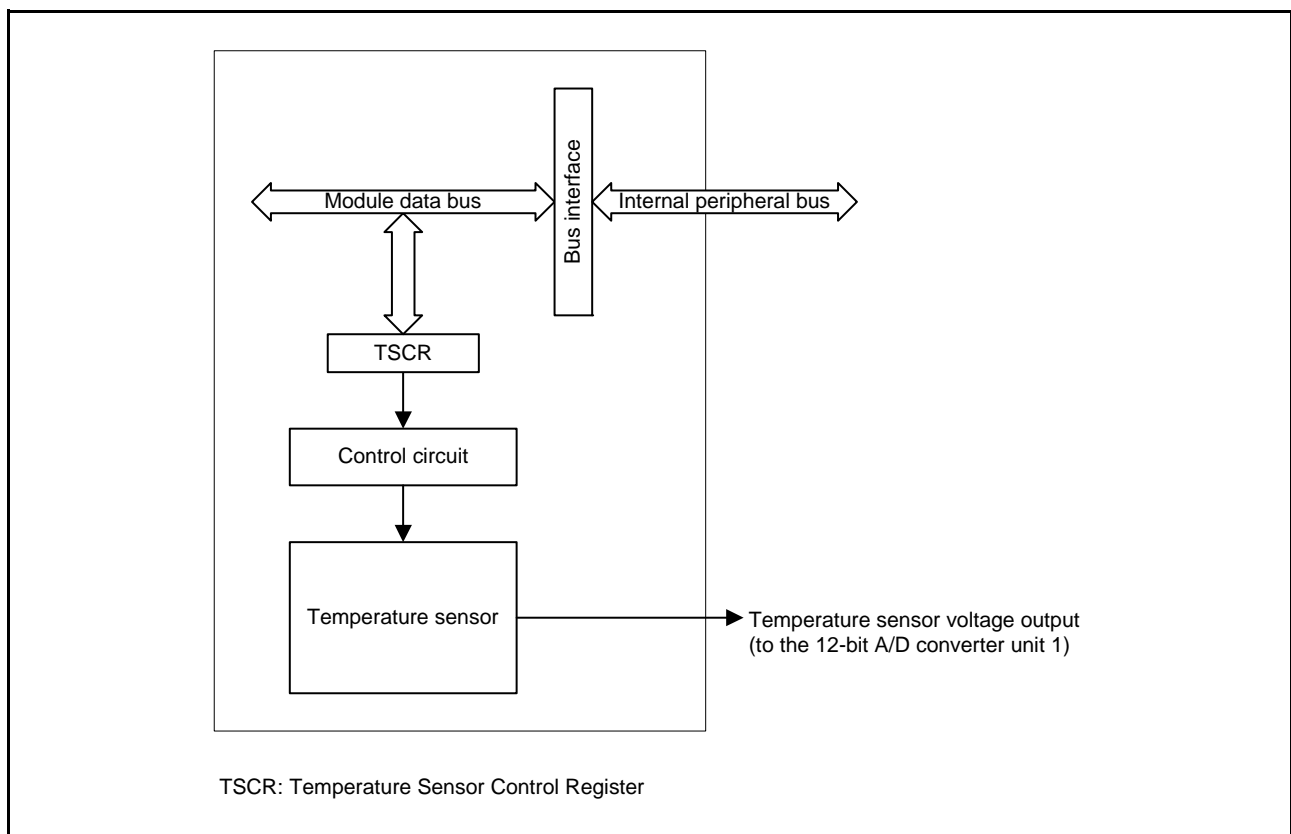 Bus interface
Module data bus
Internal peripheral bus
TSCR
Control circuit
Temperature sensor
Temperature sensor voltage output
(to the 12-bit A/D converter unit 1)
TSCR: Temperature Sensor Control Register